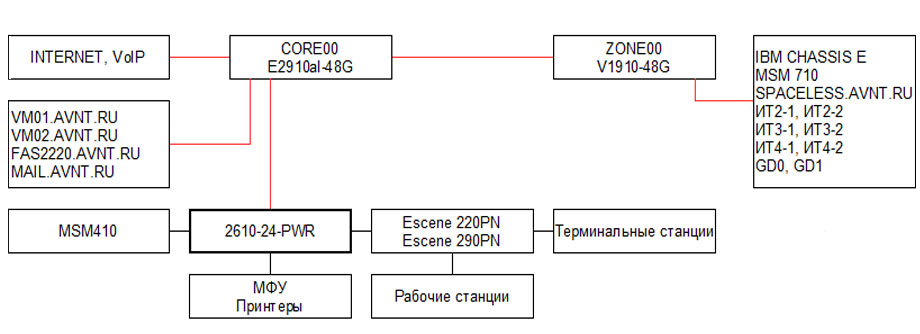 INTERNET, VoIP
CORE00
E2910al-48G
ZONE00
V1910-48G
IBM CHASSIS E
MSM 710
SPACELESS.AVNT.RU
ИТ2-1, ИТ2-2
ИТ3-1, ИТ3-2
ИТ4-1, ИТ4-2
GD0, GD1
VM01.AVNT.RU
VM02.AVNT.RU
FAS2220.AVNT.RU
MAIL.AVNT.RU
MSM410
2610-24-PWR
Escene 220PN
Escene 290PN
Терминальные станции
МФУ
Принтеры
Рабочие станции